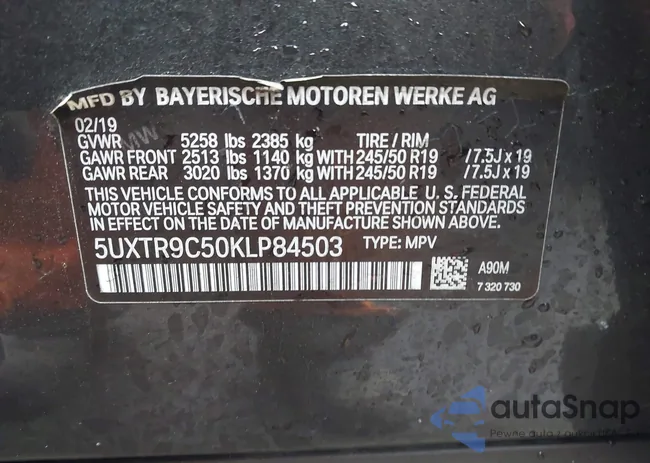 MFD BY BAYERISCHE MOTOREN WERKE AG
02/19
GVWR 5258 lbs 2385 kg TIRE / RIM
GAWR FRONT 2513 lbs 1140 kg WITH 245/50 R19 / 7.5J x 19
GAWR REAR 3020 lbs 1370 kg WITH 245/50 R19 / 7.5J x 19
THIS VEHICLE CONFORMS TO ALL APPLICABLE U. S. FEDERAL
MOTOR VEHICLE SAFETY AND THEFT PREVENTION STANDARDS
IN EFFECT ON THE DATE OF MANUFACTURE SHOWN ABOVE.
5UXTR9C50KLP84503 TYPE: MPV
A90M
7 320 730
autoSnap
Pewne auto z aukcji